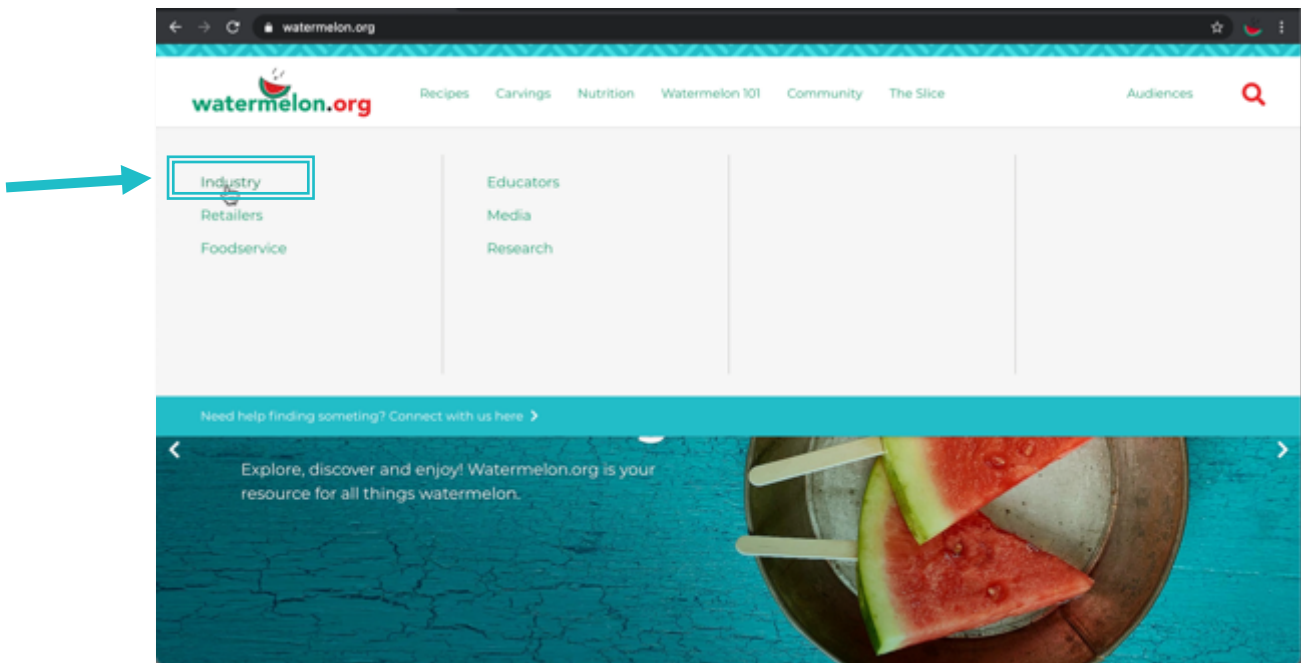 watermelon.org
watermelon.org
Recipes Carvings Nutrition Watermelon 101 Community The Slice Audiences
Industry
Retailers
Foodservice
Educators
Media
Research
Need help finding someting? Connect with us here >
Explore, discover and enjoy! Watermelon.org is your
resource for all things watermelon.